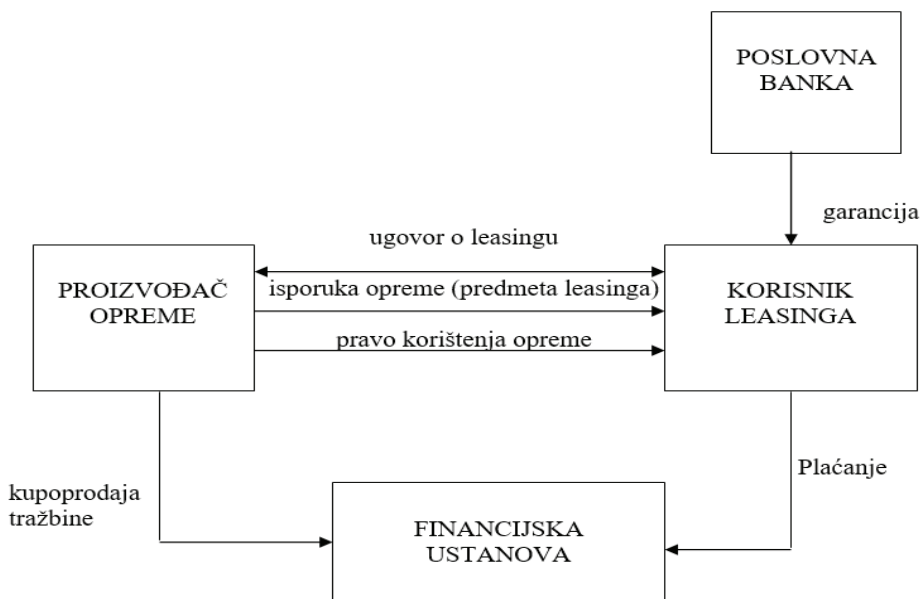 POSLOVNA
BANKA
garancija
ugovor o leasingu
PROIZVOĐAČ
OPREME
isporuka opreme (predmeta leasinga)
pravo korištenja opreme
KORISNIK
LEASINGA
kupoprodaja
tražbine
Plaćanje
FINANCIJSKA
USTANOVA